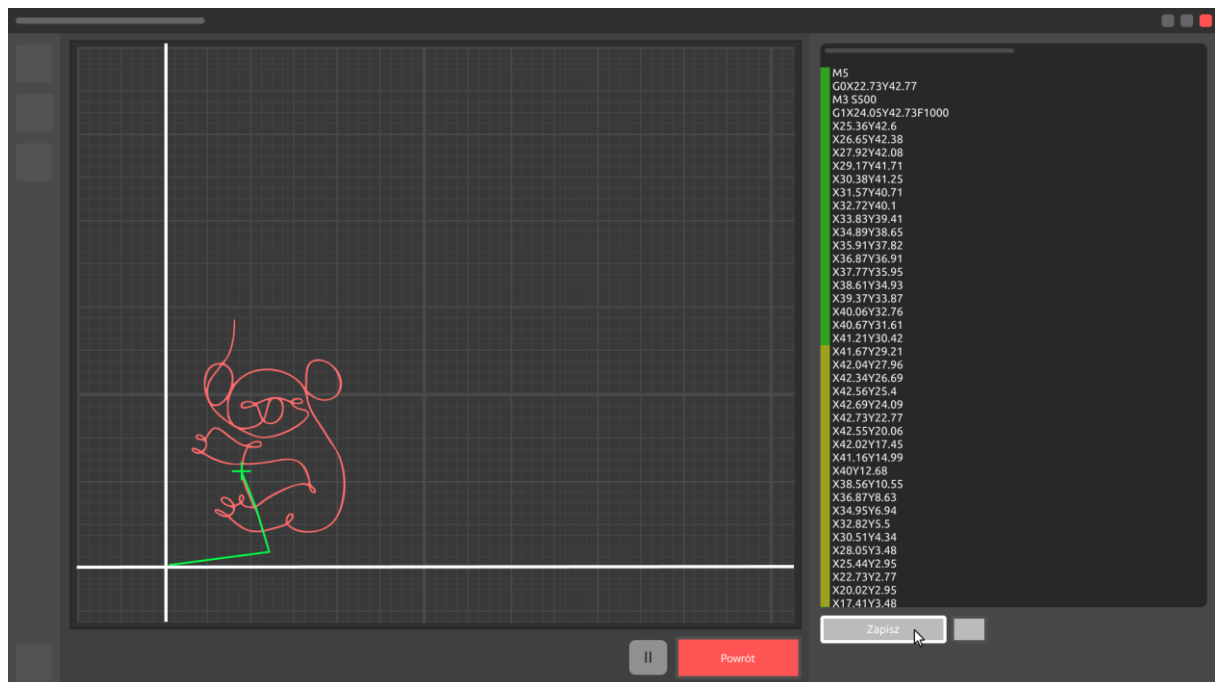 M5
G0X22.73Y42.77
M3 S500
G1X24.05Y42.73F1000
X25.36Y42.6
X26.65Y42.38
X27.92Y42.08
X29.17Y41.71
X30.38Y41.25
X31.57Y40.71
X32.72Y40.1
X33.83Y39.41
X34.89Y38.65
X35.91Y37.82
X36.87Y36.91
X37.77Y35.95
X38.61Y34.93
X39.37Y33.87
X40.06Y32.76
X40.67Y31.61
X41.21Y30.42
X41.67Y29.21
X42.04Y27.96
X42.34Y26.69
X42.56Y25.4
X42.69Y24.09
X42.73Y22.77
X42.55Y20.06
X42.02Y17.45
X41.16Y14.99
X40Y12.68
X38.56Y10.55
X36.87Y8.63
X34.95Y6.94
X32.82Y5.5
X30.51Y4.34
X28.05Y3.48
X25.44Y2.95
X22.73Y2.77
X20.02Y2.95
X17.41Y3.48
Zapisz
Powrót